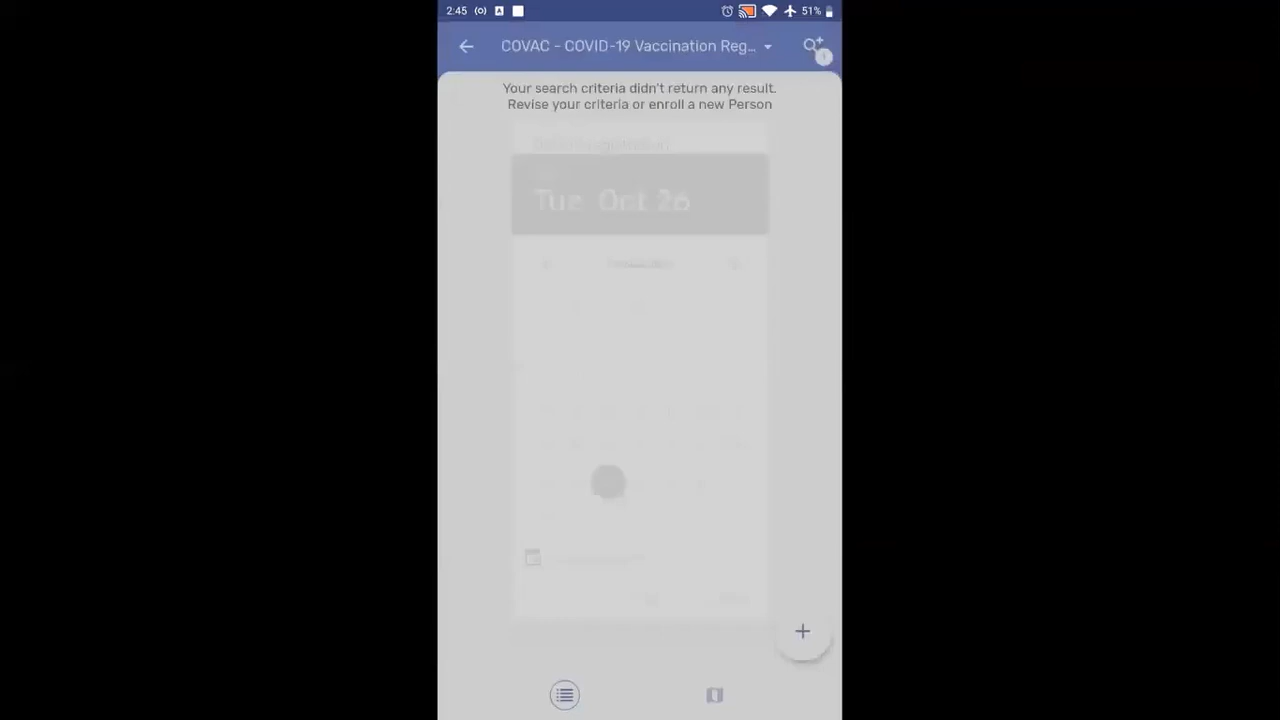 2:45
51%
COVAC - COVID-19 Vaccination Reg...
Your search criteria didn't return any result.
Revise your criteria or enroll a new Person
Tue, Oct 26